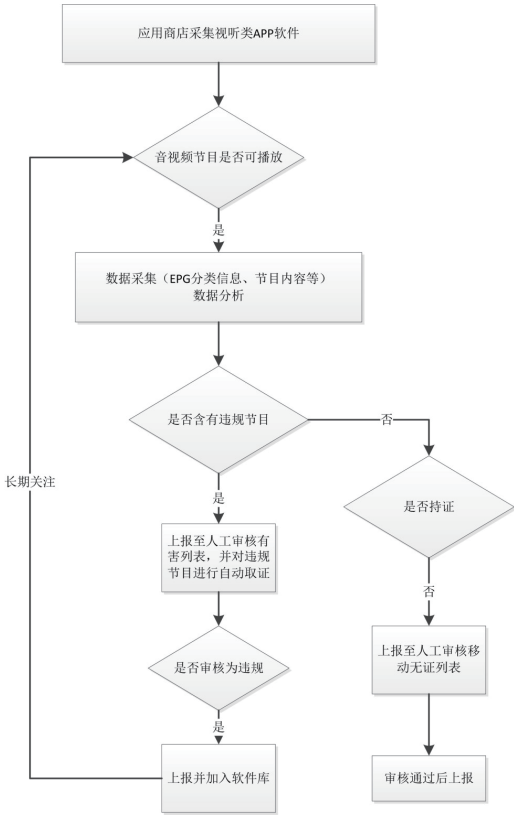 应用商店采集视听类APP软件
音视频节目是否可播放
是
数据采集（EPG分类信息、节目内容等）
数据分析
是否含有违规节目
否
长期关注
是
是否持证
上报至人工审核有
害列表，并对违规
节目进行自动取证
否
上报至人工审核移
动无证列表
是否审核为违规
是
上报并加入软件库
审核通过后上报